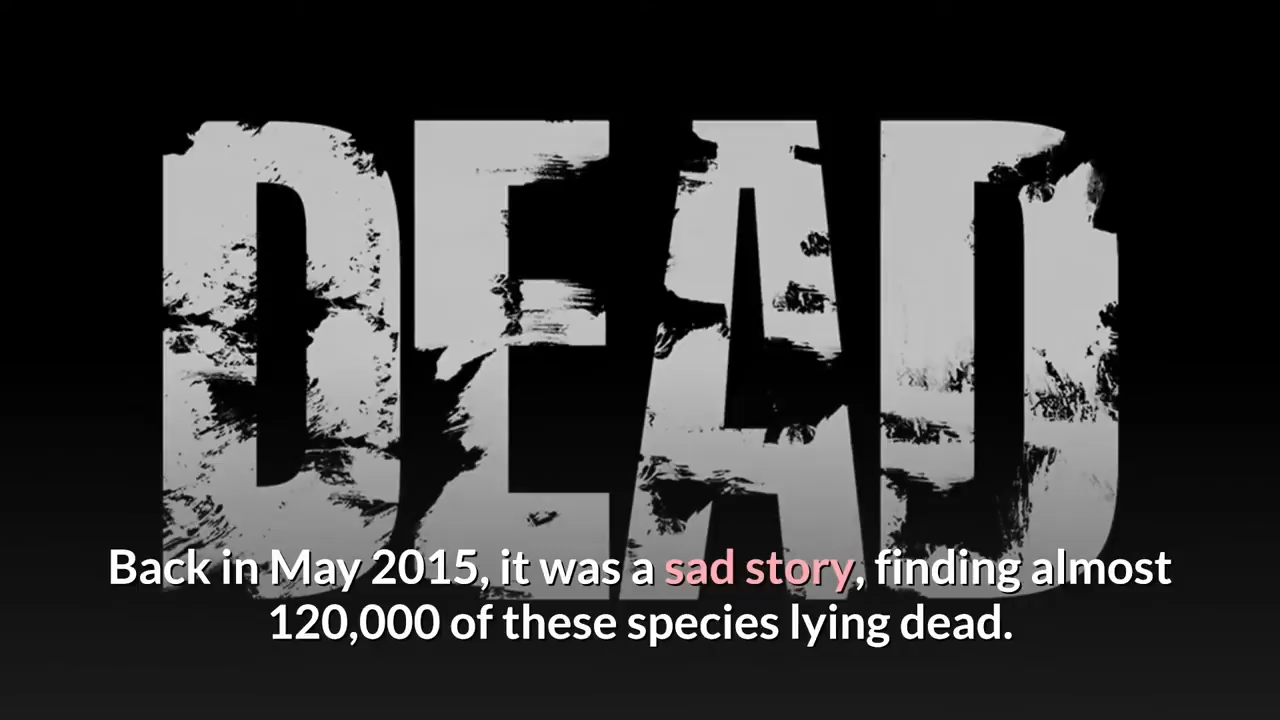 DEAD
Back in May 2015, it was a sad story, finding almost
120,000 of these species lying dead.